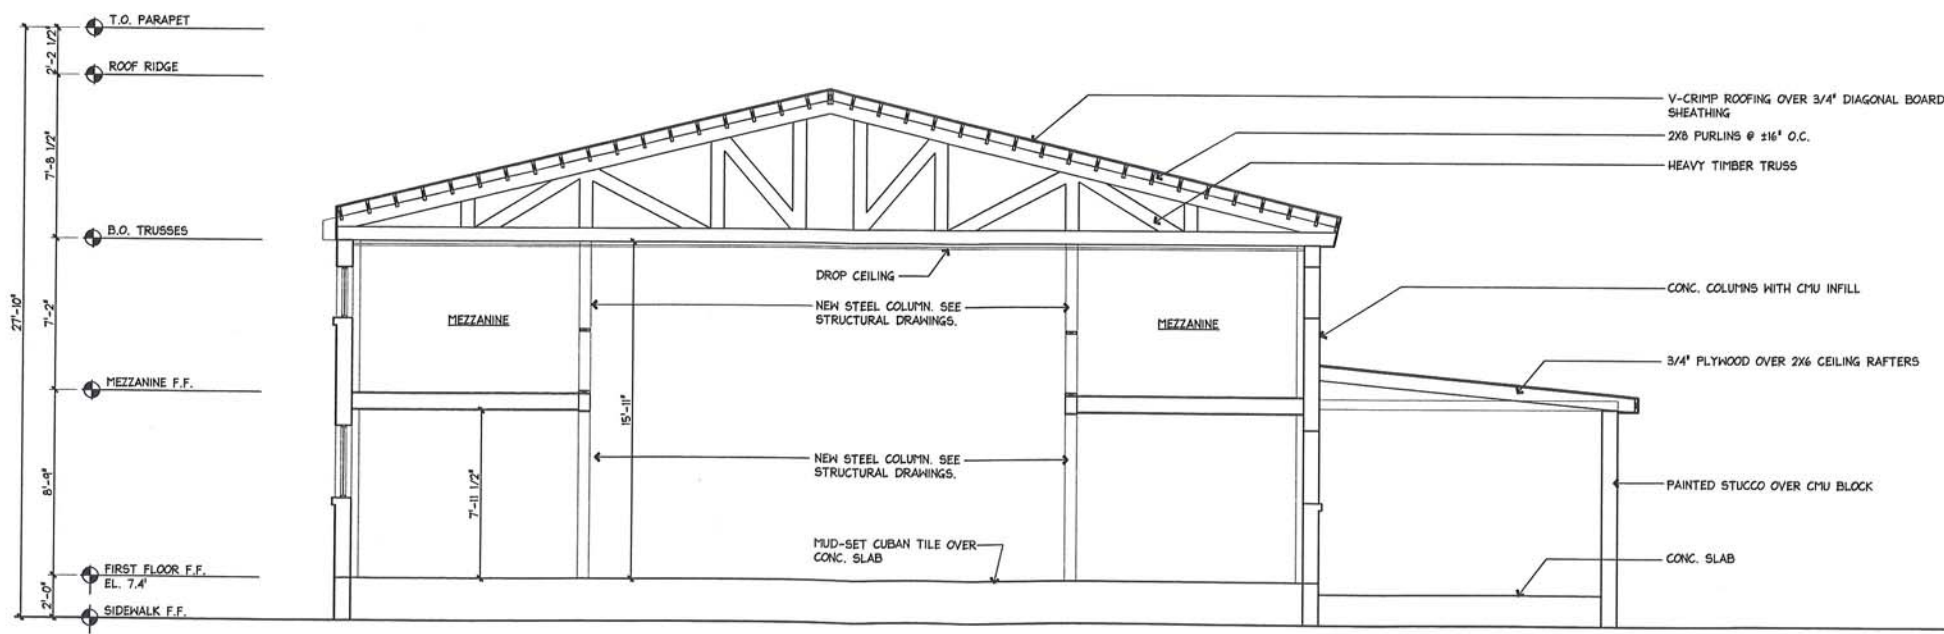 T.O. PARAPET
2'-2 1/2"
ROOF RIDGE
7'-8 1/2"
B.O. TRUSSES
27'-10"
7'-2"
MEZZANINE F.F.
8'-9"
FIRST FLOOR F.F.
EL. 7.4'
2'-0"
SIDEWALK F.F.
DROP CEILING
NEW STEEL COLUMN. SEE
STRUCTURAL DRAWINGS.
MEZZANINE
MEZZANINE
15'-11"
7'-11 1/2"
NEW STEEL COLUMN. SEE
STRUCTURAL DRAWINGS.
MUD-SET CUBAN TILE OVER
CONC. SLAB
V-CRIMP ROOFING OVER 3/4" DIAGONAL BOARD
SHEATHING
2X8 PURLINS @ ±16" O.C.
HEAVY TIMBER TRUSS
CONC. COLUMNS WITH CMU INFILL
3/4" PLYWOOD OVER 2X6 CEILING RAFTERS
PAINTED STUCCO OVER CMU BLOCK
CONC. SLAB